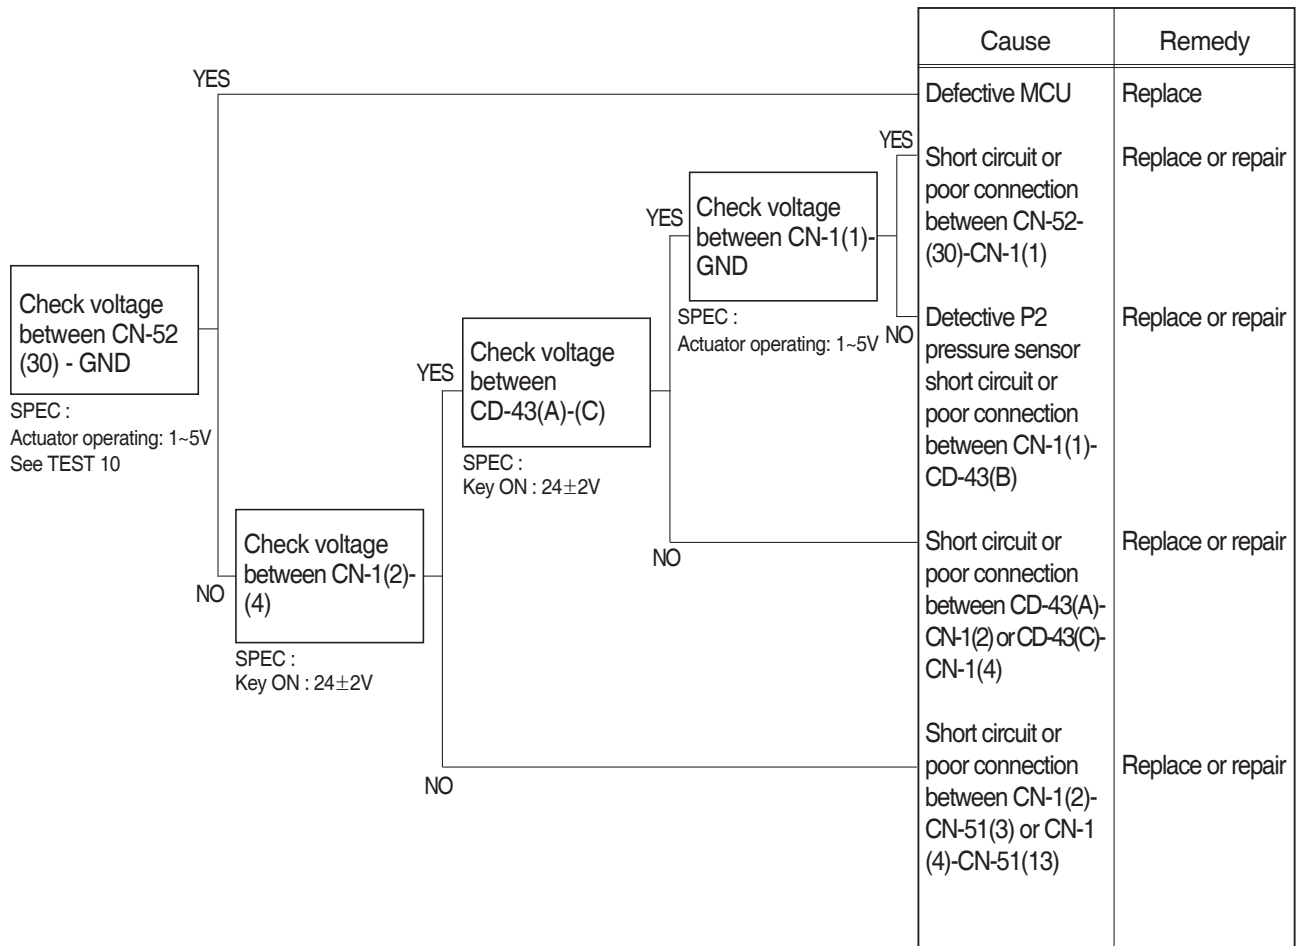 Cause
Remedy
YES
Defective MCU
Replace
YES
Short circuit or
poor connection
between CN-52-
(30)-CN-1(1)
Replace or repair
YES
Check voltage
between CN-1(1)-
GND
SPEC :
Actuator operating: 1~5V
NO
Detective P2
pressure sensor
short circuit or
poor connection
between CN-1(1)-
CD-43(B)
Replace or repair
Check voltage
between CN-52
(30) - GND
SPEC :
Actuator operating: 1~5V
See TEST 10
YES
Check voltage
between
CD-43(A)-(C)
SPEC :
Key ON : 24±2V
NO
Short circuit or
poor connection
between CD-43(A)-
CN-1(2) or CD-43(C)-
CN-1(4)
Replace or repair
NO
Check voltage
between CN-1(2)-
(4)
SPEC :
Key ON : 24±2V
NO
Short circuit or
poor connection
between CN-1(2)-
CN-51(3) or CN-1
(4)-CN-51(13)
Replace or repair